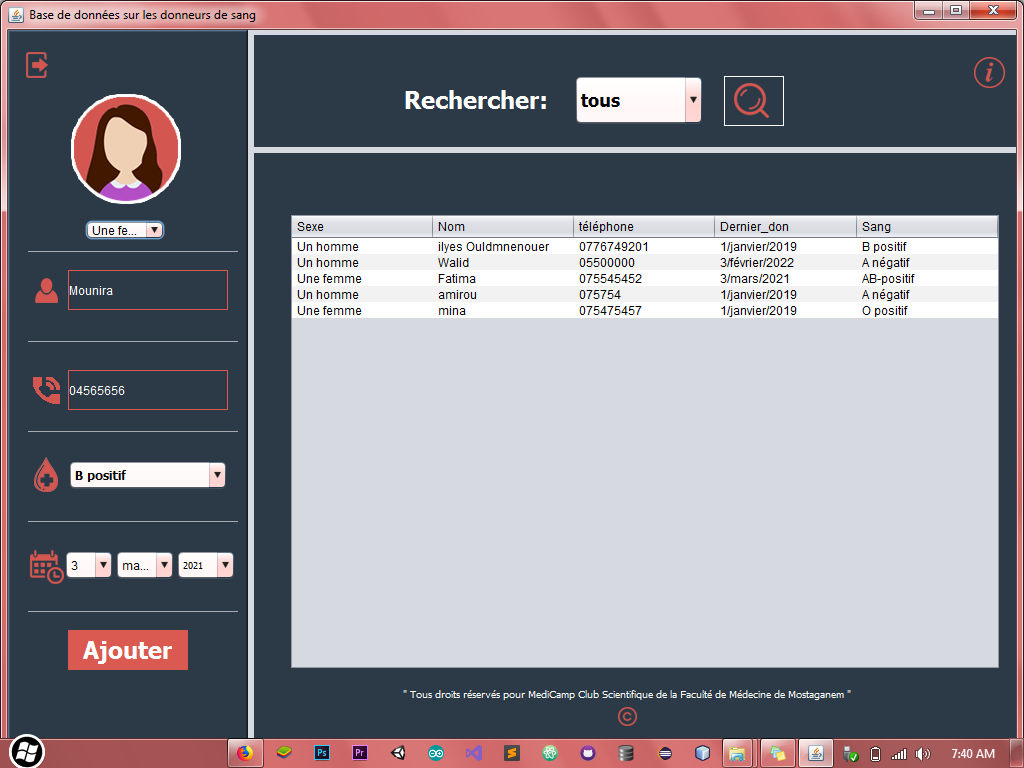 Base de données sur les donneurs de sang
Une fe...
Mounira
04565656
B positif
3 ma... 2021
Ajouter
Rechercher: tous
i
Sexe Nom téléphone Dernier_don Sang
Un homme ilyes Ouldmnenouer 0776749201 1/janvier/2019 B positif
Un homme Walid 05500000 3/février/2022 A négatif
Une femme Fatima 075545452 3/mars/2021 AB-positif
Un homme amirou 075754 1/janvier/2019 A négatif
Une femme mina 075475457 1/janvier/2019 O positif
" Tous droits réservés pour MediCamp Club Scientifique de la Faculté de Médecine de Mostaganem "
©
Ps Pr
7:40 AM